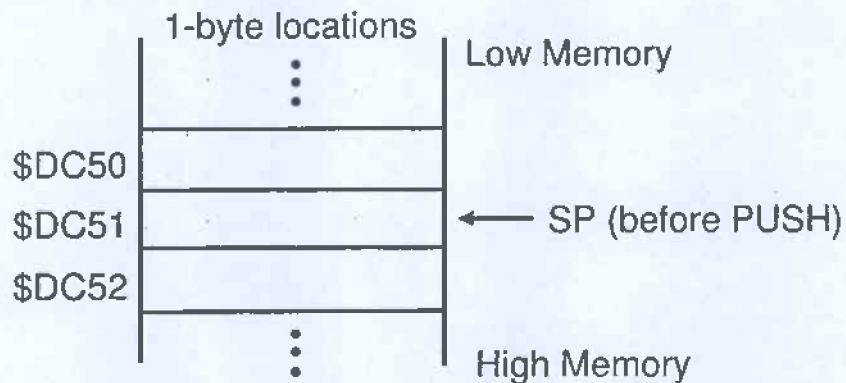 1-byte locations
Low Memory
$DC50
$DC51
SP (before PUSH)
$DC52
High Memory